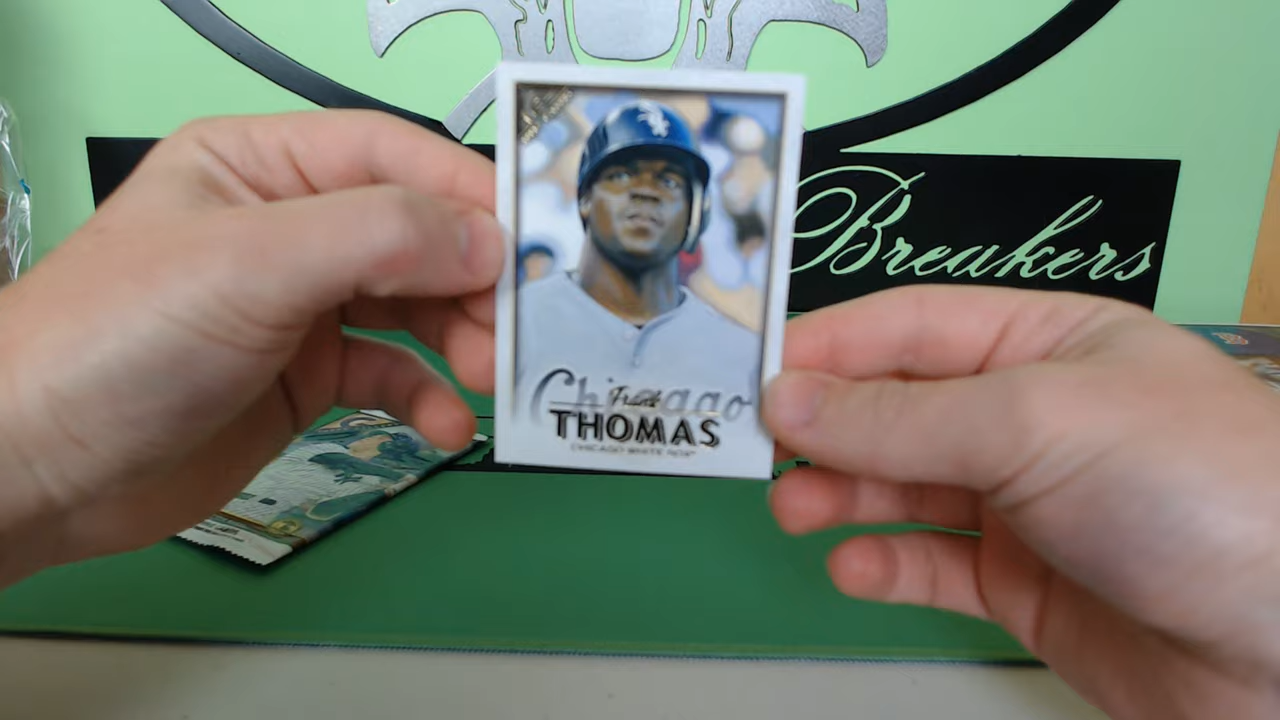 Breakers
Chicago
Frank
THOMAS
CHICAGO WHITE SOX